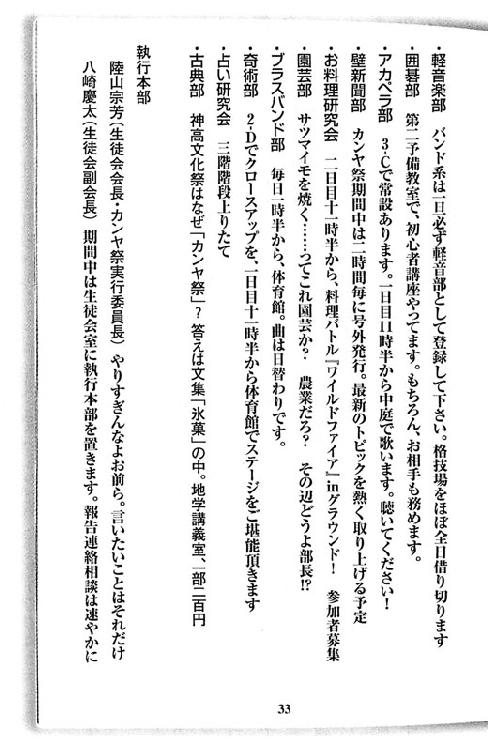 ・軽音楽部　バンド系は一旦必ず軽音部として登録して下さい。格技場をほぼ全日借り切ります
・囲碁部　第二予備教室で、初心者講座やってます。もちろん、お相手も務めます。
・アカペラ部　3-Cで常設あります。一日目11時半から中庭で歌います。聴いてください！
・壁新聞部　カンヤ祭期間中は二時間毎に号外発行。最新のトピックを熱く取り上げる予定
・お料理研究会　二日目十一時半から、料理バトル『ワイルドファイア』inグラウンド！　参加者募集
・園芸部　サツマイモを焼く……ってこれ園芸か？　農業だろ？　その辺どうよ部長!?
・ブラスバンド部　毎日一時半から、体育館。曲は日替わりです。
・奇術部　2-Dでクロースアップを、一日目十一時半から体育館でステージをご堪能頂きます
・占い研究会　三階階段上りたて
・古典部　神高文化祭はなぜ「カンヤ祭」？答えは文集「氷菓」の中。地学講義室、一部二百円
執行本部
陸山宗芳（生徒会会長・カンヤ祭実行委員長）　やりすぎんなよお前ら。言いたいことはそれだけ
八崎慶太（生徒会副会長）　期間中は生徒会室に執行本部を置きます。報告連絡相談は速やかに
33